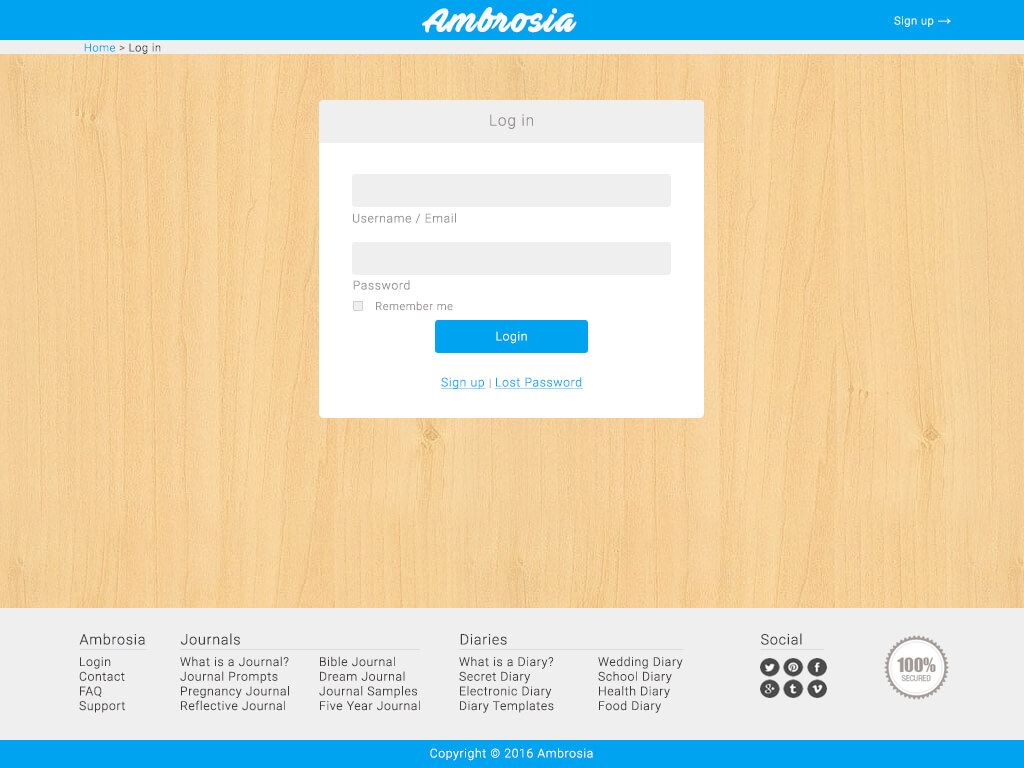 Ambrosia
Sign up →
Home > Log in
Log in
Username / Email
Password
Remember me
Login
Sign up | Lost Password
Ambrosia
Login
Contact
FAQ
Support
Journals
What is a Journal?
Journal Prompts
Pregnancy Journal
Reflective Journal
Bible Journal
Dream Journal
Journal Samples
Five Year Journal
Diaries
What is a Diary?
Secret Diary
Electronic Diary
Diary Templates
Wedding Diary
School Diary
Health Diary
Food Diary
Social
100%
SECURED
Copyright © 2016 Ambrosia